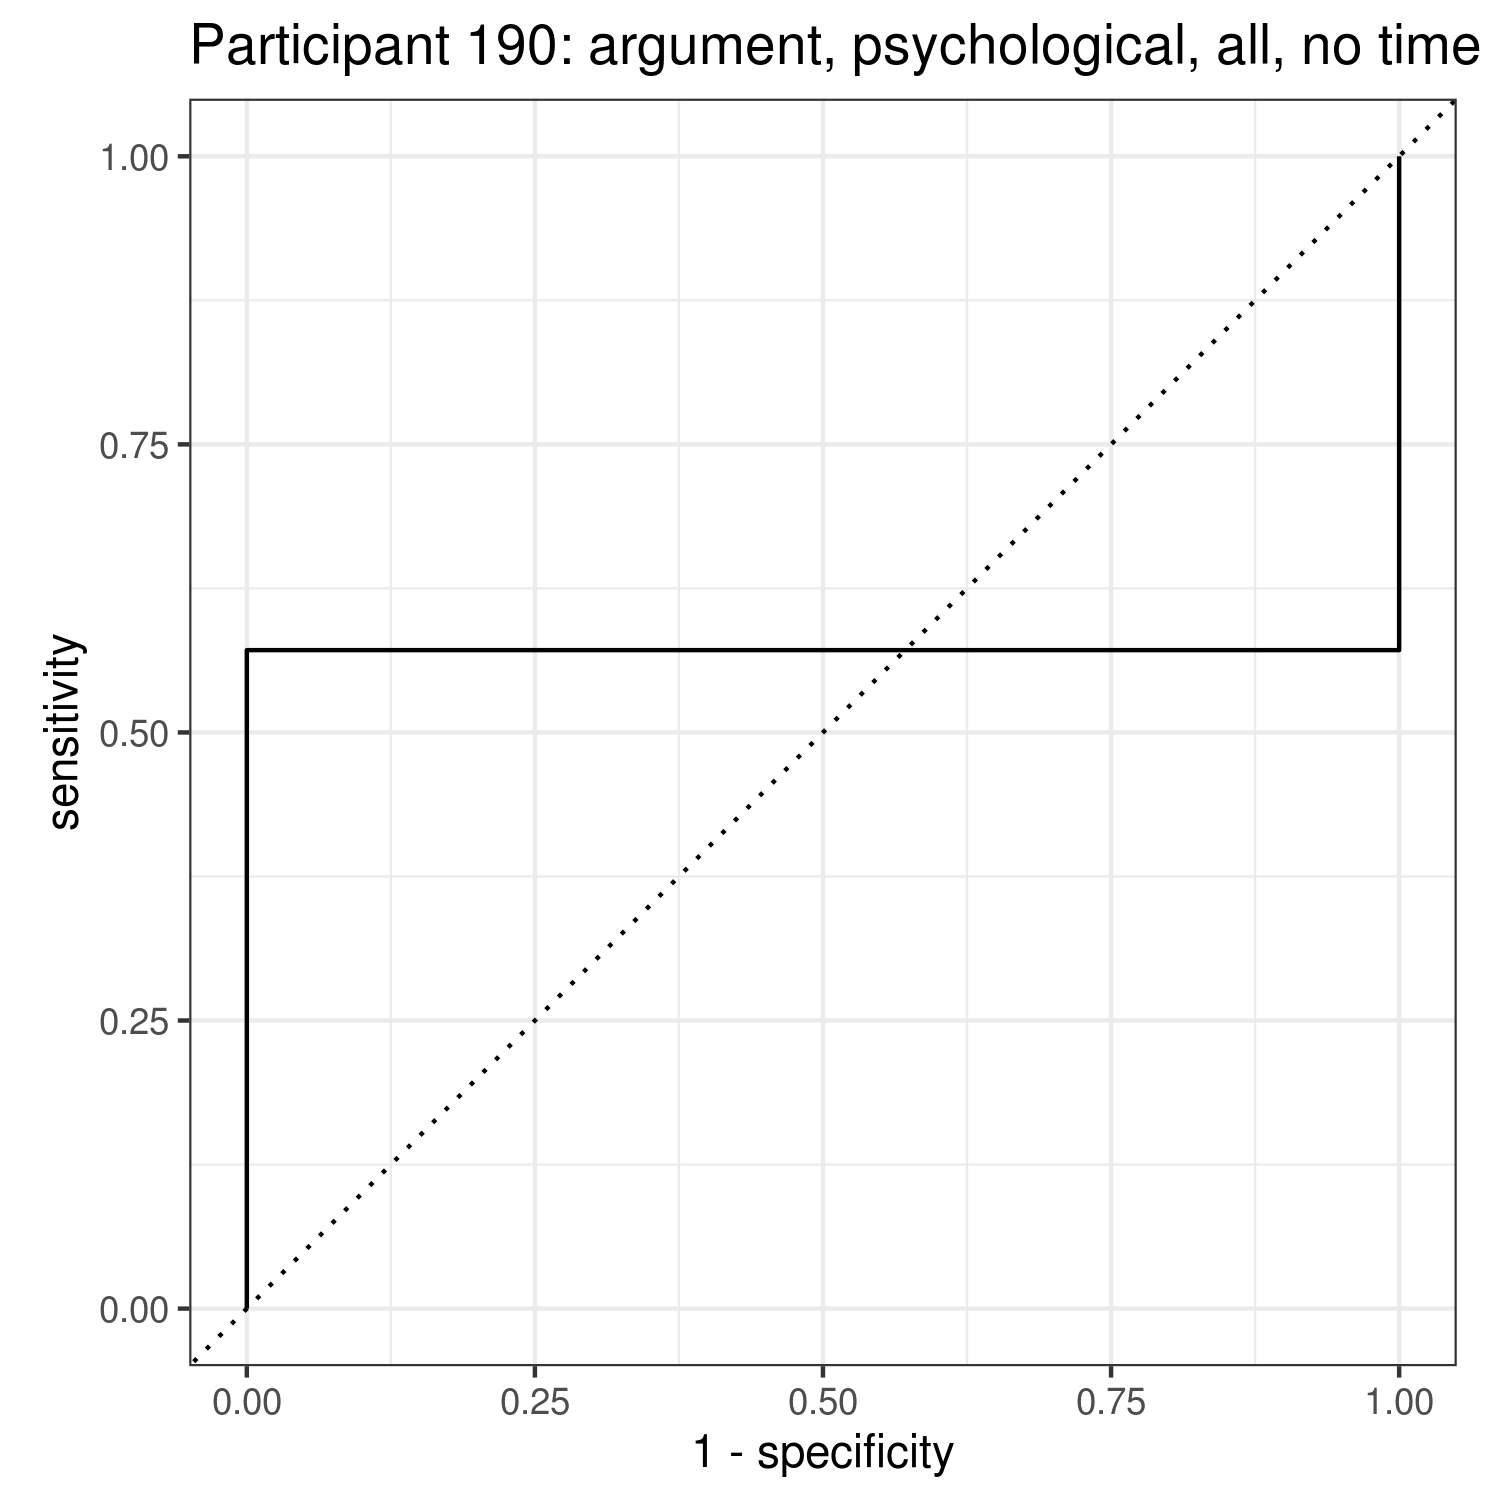 Participant 190: argument, psychological, all, no time
1.00
0.75
0.50
0.25
0.00
sensitivity
0.00 0.25 0.50 0.75 1.00
1 - specificity